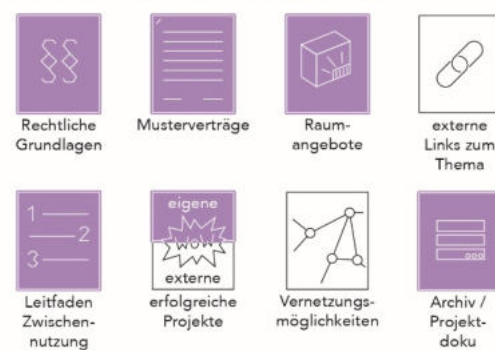 §§
Rechtliche
Grundlagen
Musterverträge
Raum-
angebote
externe
Links zum
Thema
1
2
3
Leitfaden
Zwischen-
nutzung
eigene
WOW
externe
erfolgreiche
Projekte
Vernetzungs-
möglichkeiten
Archiv /
Projekt-
doku